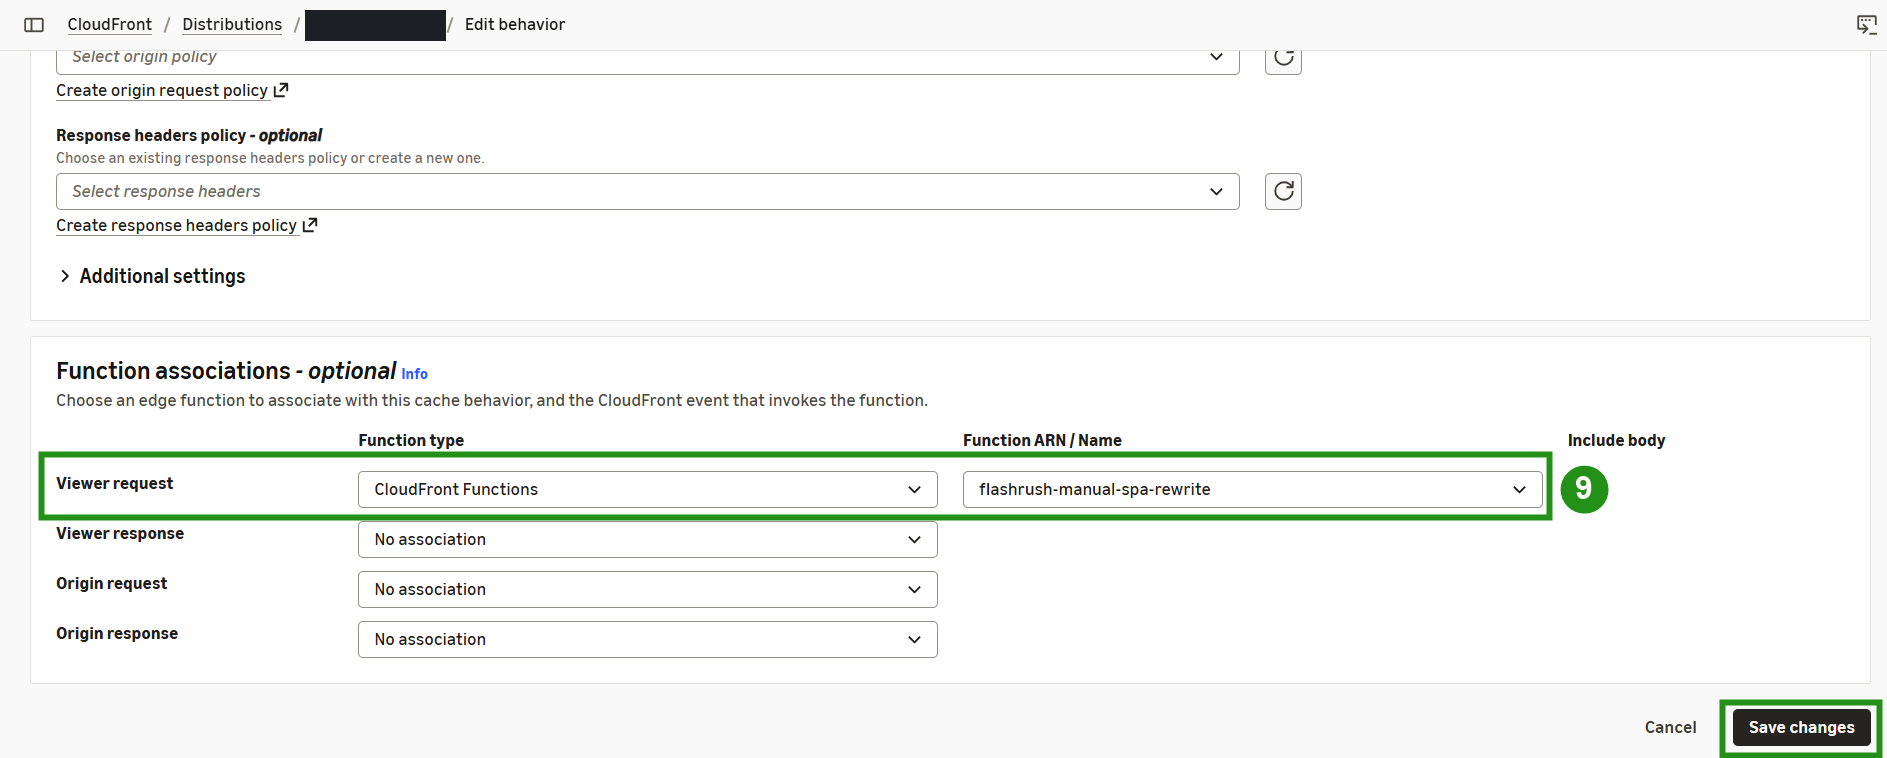 CloudFront / Distributions / / Edit behavior
Select origin policy
Create origin request policy
Response headers policy - optional
Choose an existing response headers policy or create a new one.
Select response headers
Create response headers policy
Additional settings
Function associations - optional Info
Choose an edge function to associate with this cache behavior, and the CloudFront event that invokes the function.
Function type Function ARN / Name Include body
Viewer request CloudFront Functions flashrush-manual-spa-rewrite 9
Viewer response No association
Origin request No association
Origin response No association
Cancel Save changes